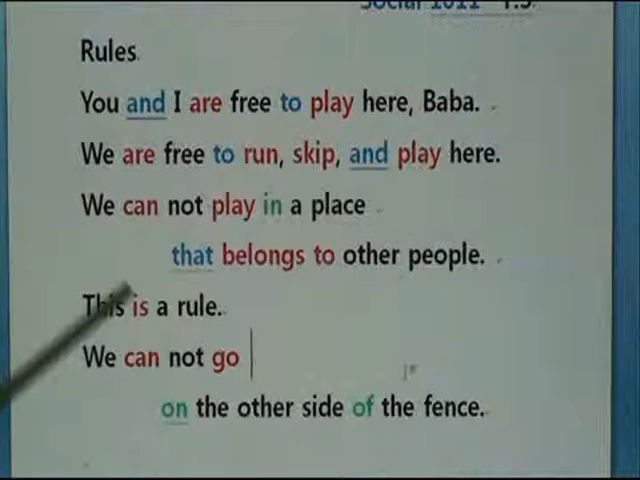 Rules
You and I are free to play here, Baba.
We are free to run, skip, and play here.
We can not play in a place
that belongs to other people.
This is a rule.
We can not go
on the other side of the fence.